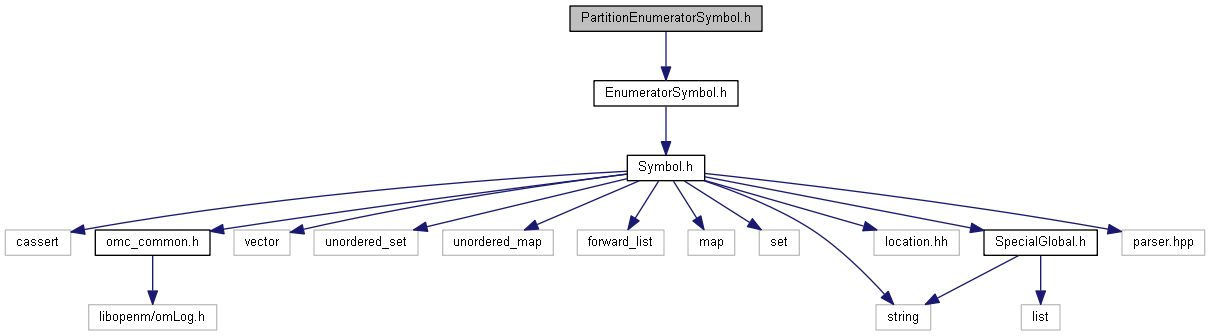 PartitionEnumeratorSymbol.h
EnumeratorSymbol.h
Symbol.h
cassert
omc_common.h
vector
unordered_set
unordered_map
forward_list
map
set
location.hh
SpecialGlobal.h
parser.hpp
libopenm/omLog.h
string
list